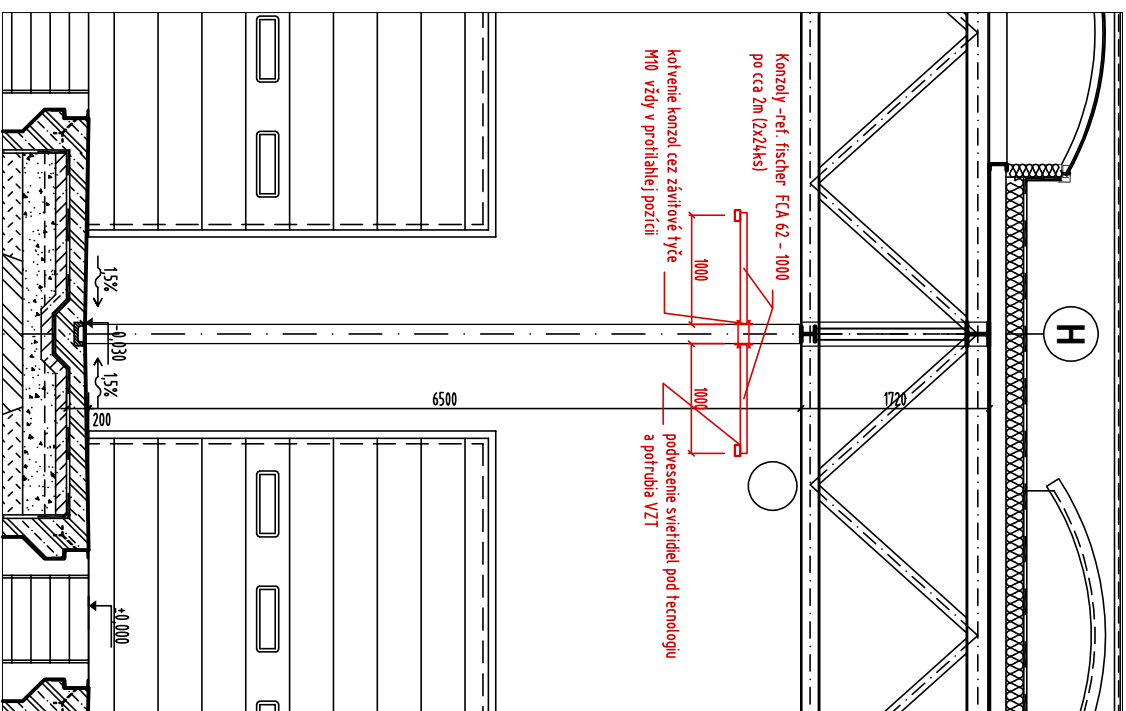 H
1720
Konzoly -ref. fischer FCA 62 - 1000
po cca 2m (2x24ks)
1000
1000
kotvenie konzol cez závitové tyče
M10 vždy v protilahlej pozícii
podvesenie svietidiel pod tecnologiu
a potrubia VZT
6500
1,5%
-0,030
1,5%
200
±0,000